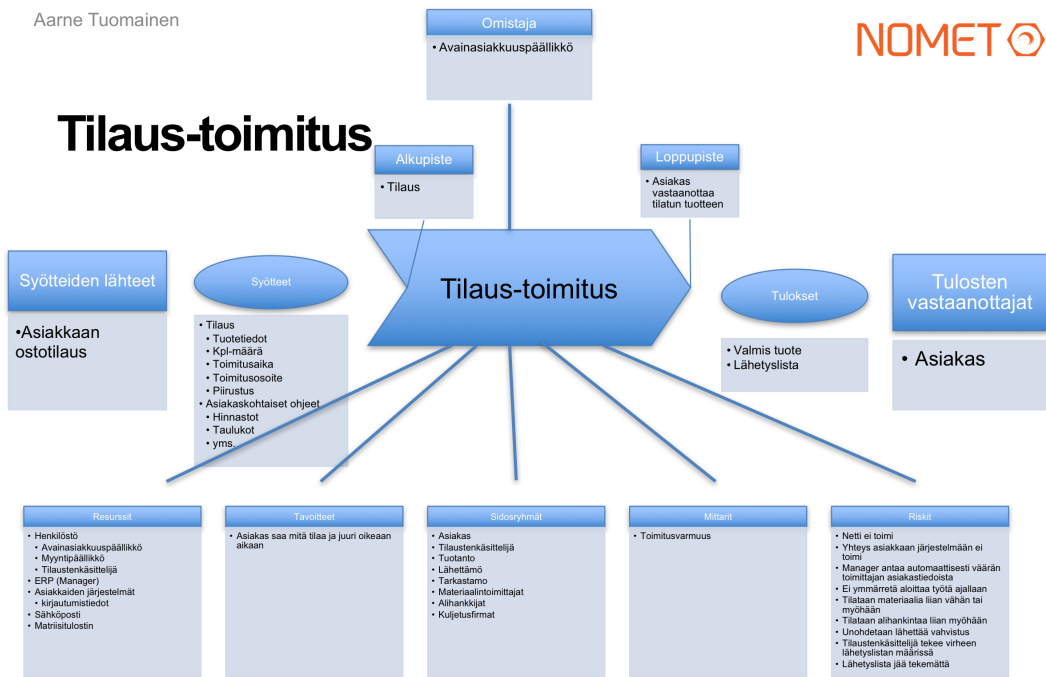 Aarne Tuomainen
NOMET
Omistaja
• Avainasiakkuuspäällikkö
Tilaus-toimitus
Alkupiste
• Tilaus
Loppupiste
• Asiakas
vastaanottaa
tilatun tuotteen
Syötteiden lähteet
•Asiakkaan
ostotilaus
Syötteet
• Tilaus
• Tuotetiedot
• Kpl-määrä
• Toimitusaika
• Toimitusosoite
• Piirustus
• Asiakaskohtaiset ohjeet
• Hinnastot
• Taulukot
• yms.
Tilaus-toimitus
Tulokset
• Valmis tuote
• Lähetyslista
Tulosten
vastaanottajat
• Asiakas
Resurssit
• Henkilöstö
• Avainasiakkuuspäällikkö
• Myyntipäällikkö
• Tilaustenkäsittelijä
• ERP (Manager)
• Asiakkaiden järjestelmät
• kirjautumistiedot
• Sähköposti
• Matriisitulostin
Tavoitteet
• Asiakas saa mitä tilaa ja juuri oikeaan
aikaan
Sidosryhmät
• Asiakas
• Tilaustenkäsittelijä
• Tuotanto
• Lähettämö
• Tarkastamo
• Materiaalintoimittajat
• Alihankkijat
• Kuljetusfirmat
Mittarit
• Toimitusvarmuus
Riskit
• Netti ei toimi
• Yhteys asiakkaan järjestelmään ei
toimi
• Manager antaa automaattisesti väärän
toimittajan asiakastiedoista
• Ei ymmärretä aloittaa työtä ajallaan
• Tilataan materiaalia liian vähän tai
myöhään
• Tilataan alihankintaa liian myöhään
• Unohdetaan lähettää vahvistus
• Tilaustenkäsittelijä tekee virheen
lähetyslistan määrissä
• Lähetyslista jää tekemättä